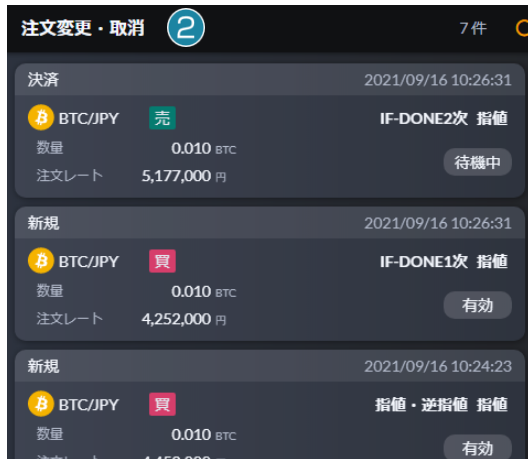 注文変更・取消 2 7件
決済 2021/09/16 10:26:31
BTC/JPY 売 IF-DONE2次 指値
数量 0.010 BTC
待機中
注文レート 5,177,000 円
新規 2021/09/16 10:26:31
BTC/JPY 買 IF-DONE1次 指値
数量 0.010 BTC
有効
注文レート 4,252,000 円
新規 2021/09/16 10:24:23
BTC/JPY 買 指値・逆指値 指値
数量 0.010 BTC
有効